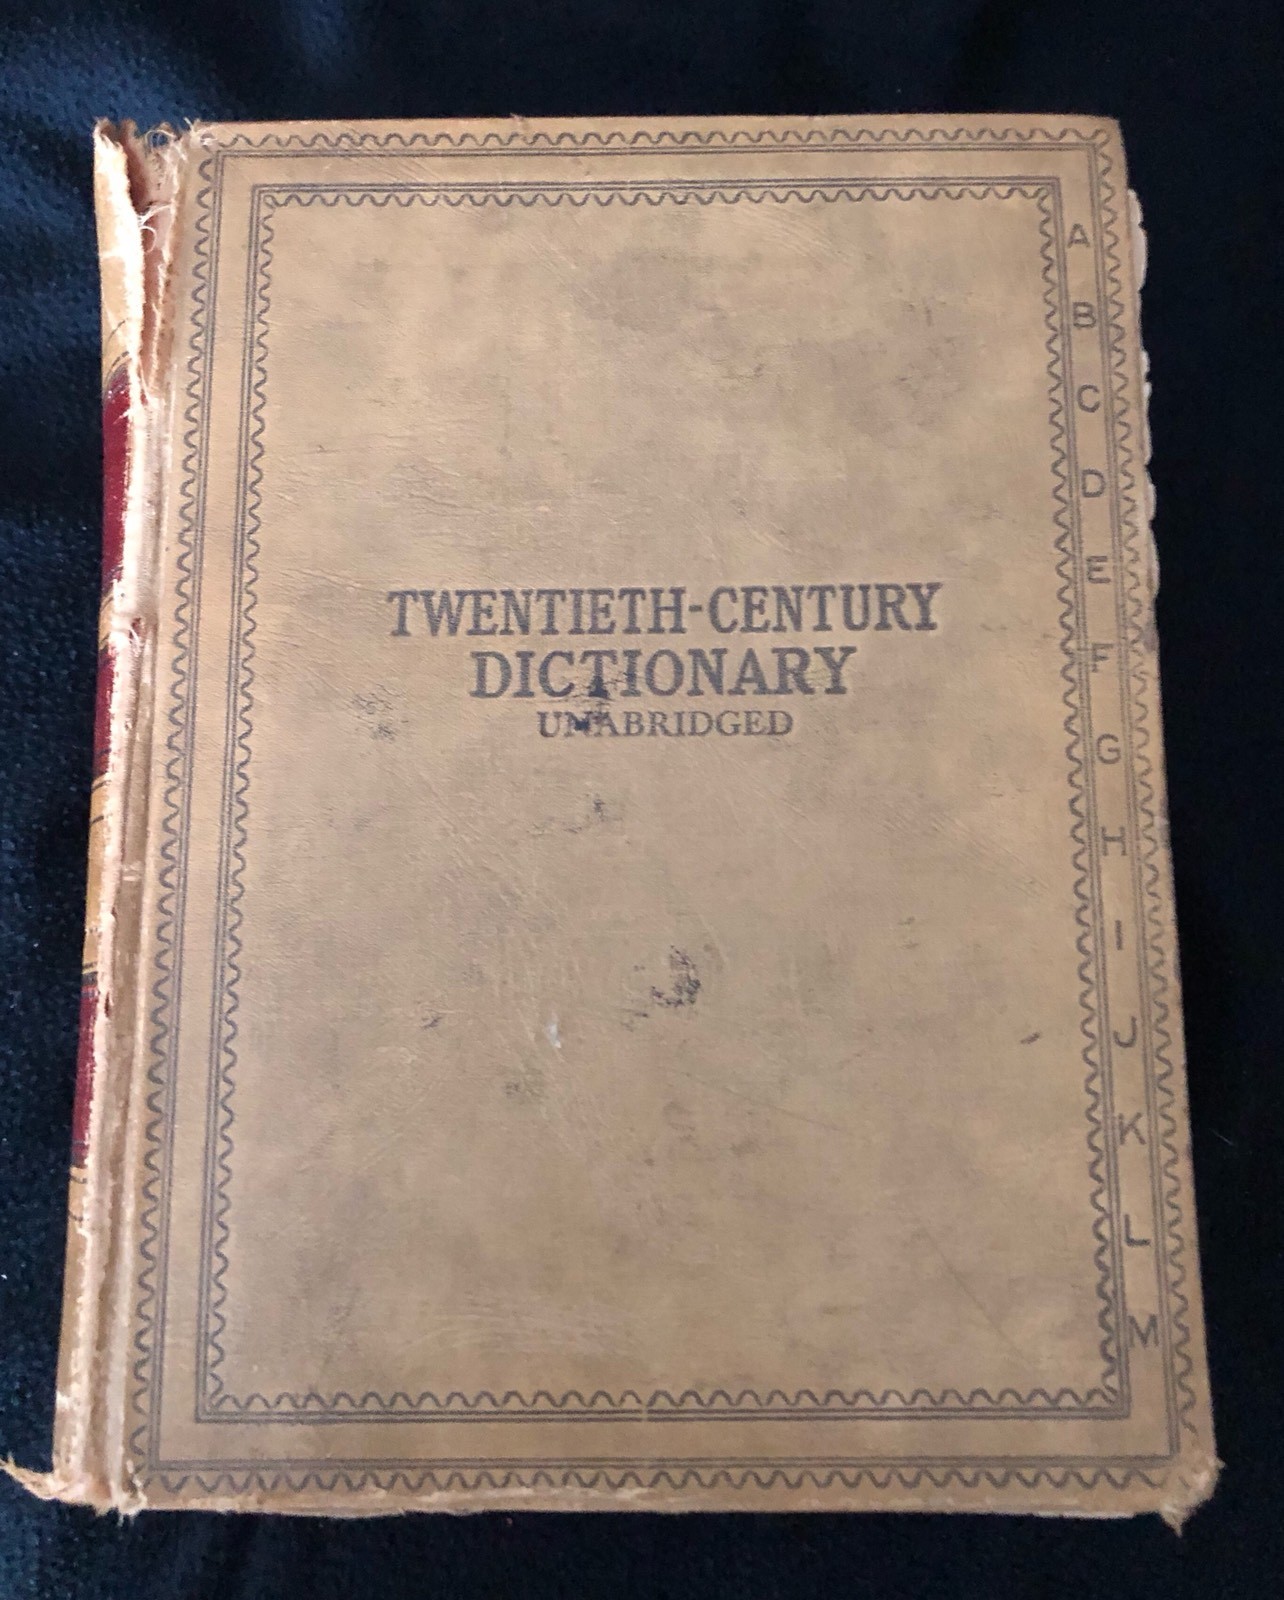 TWENTIETH-CENTURY
DICTIONARY
UNABRIDGED
A
B
C
D
E
F
G
H
I
J
K
L
M